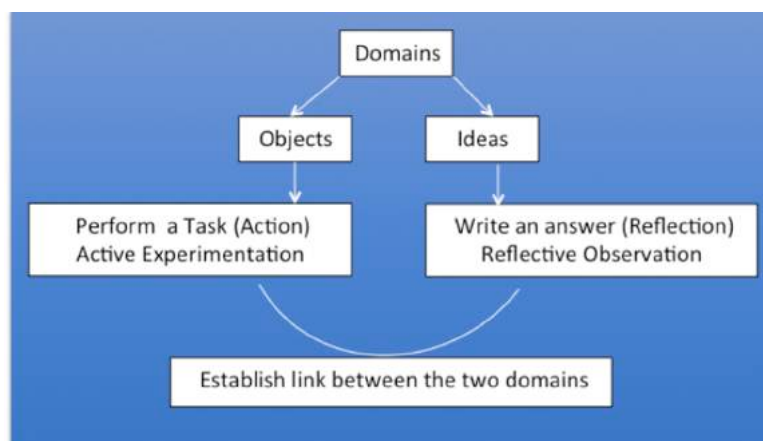 Domains
Objects
Ideas
Perform a Task (Action)
Active Experimentation
Write an answer (Reflection)
Reflective Observation
Establish link between the two domains